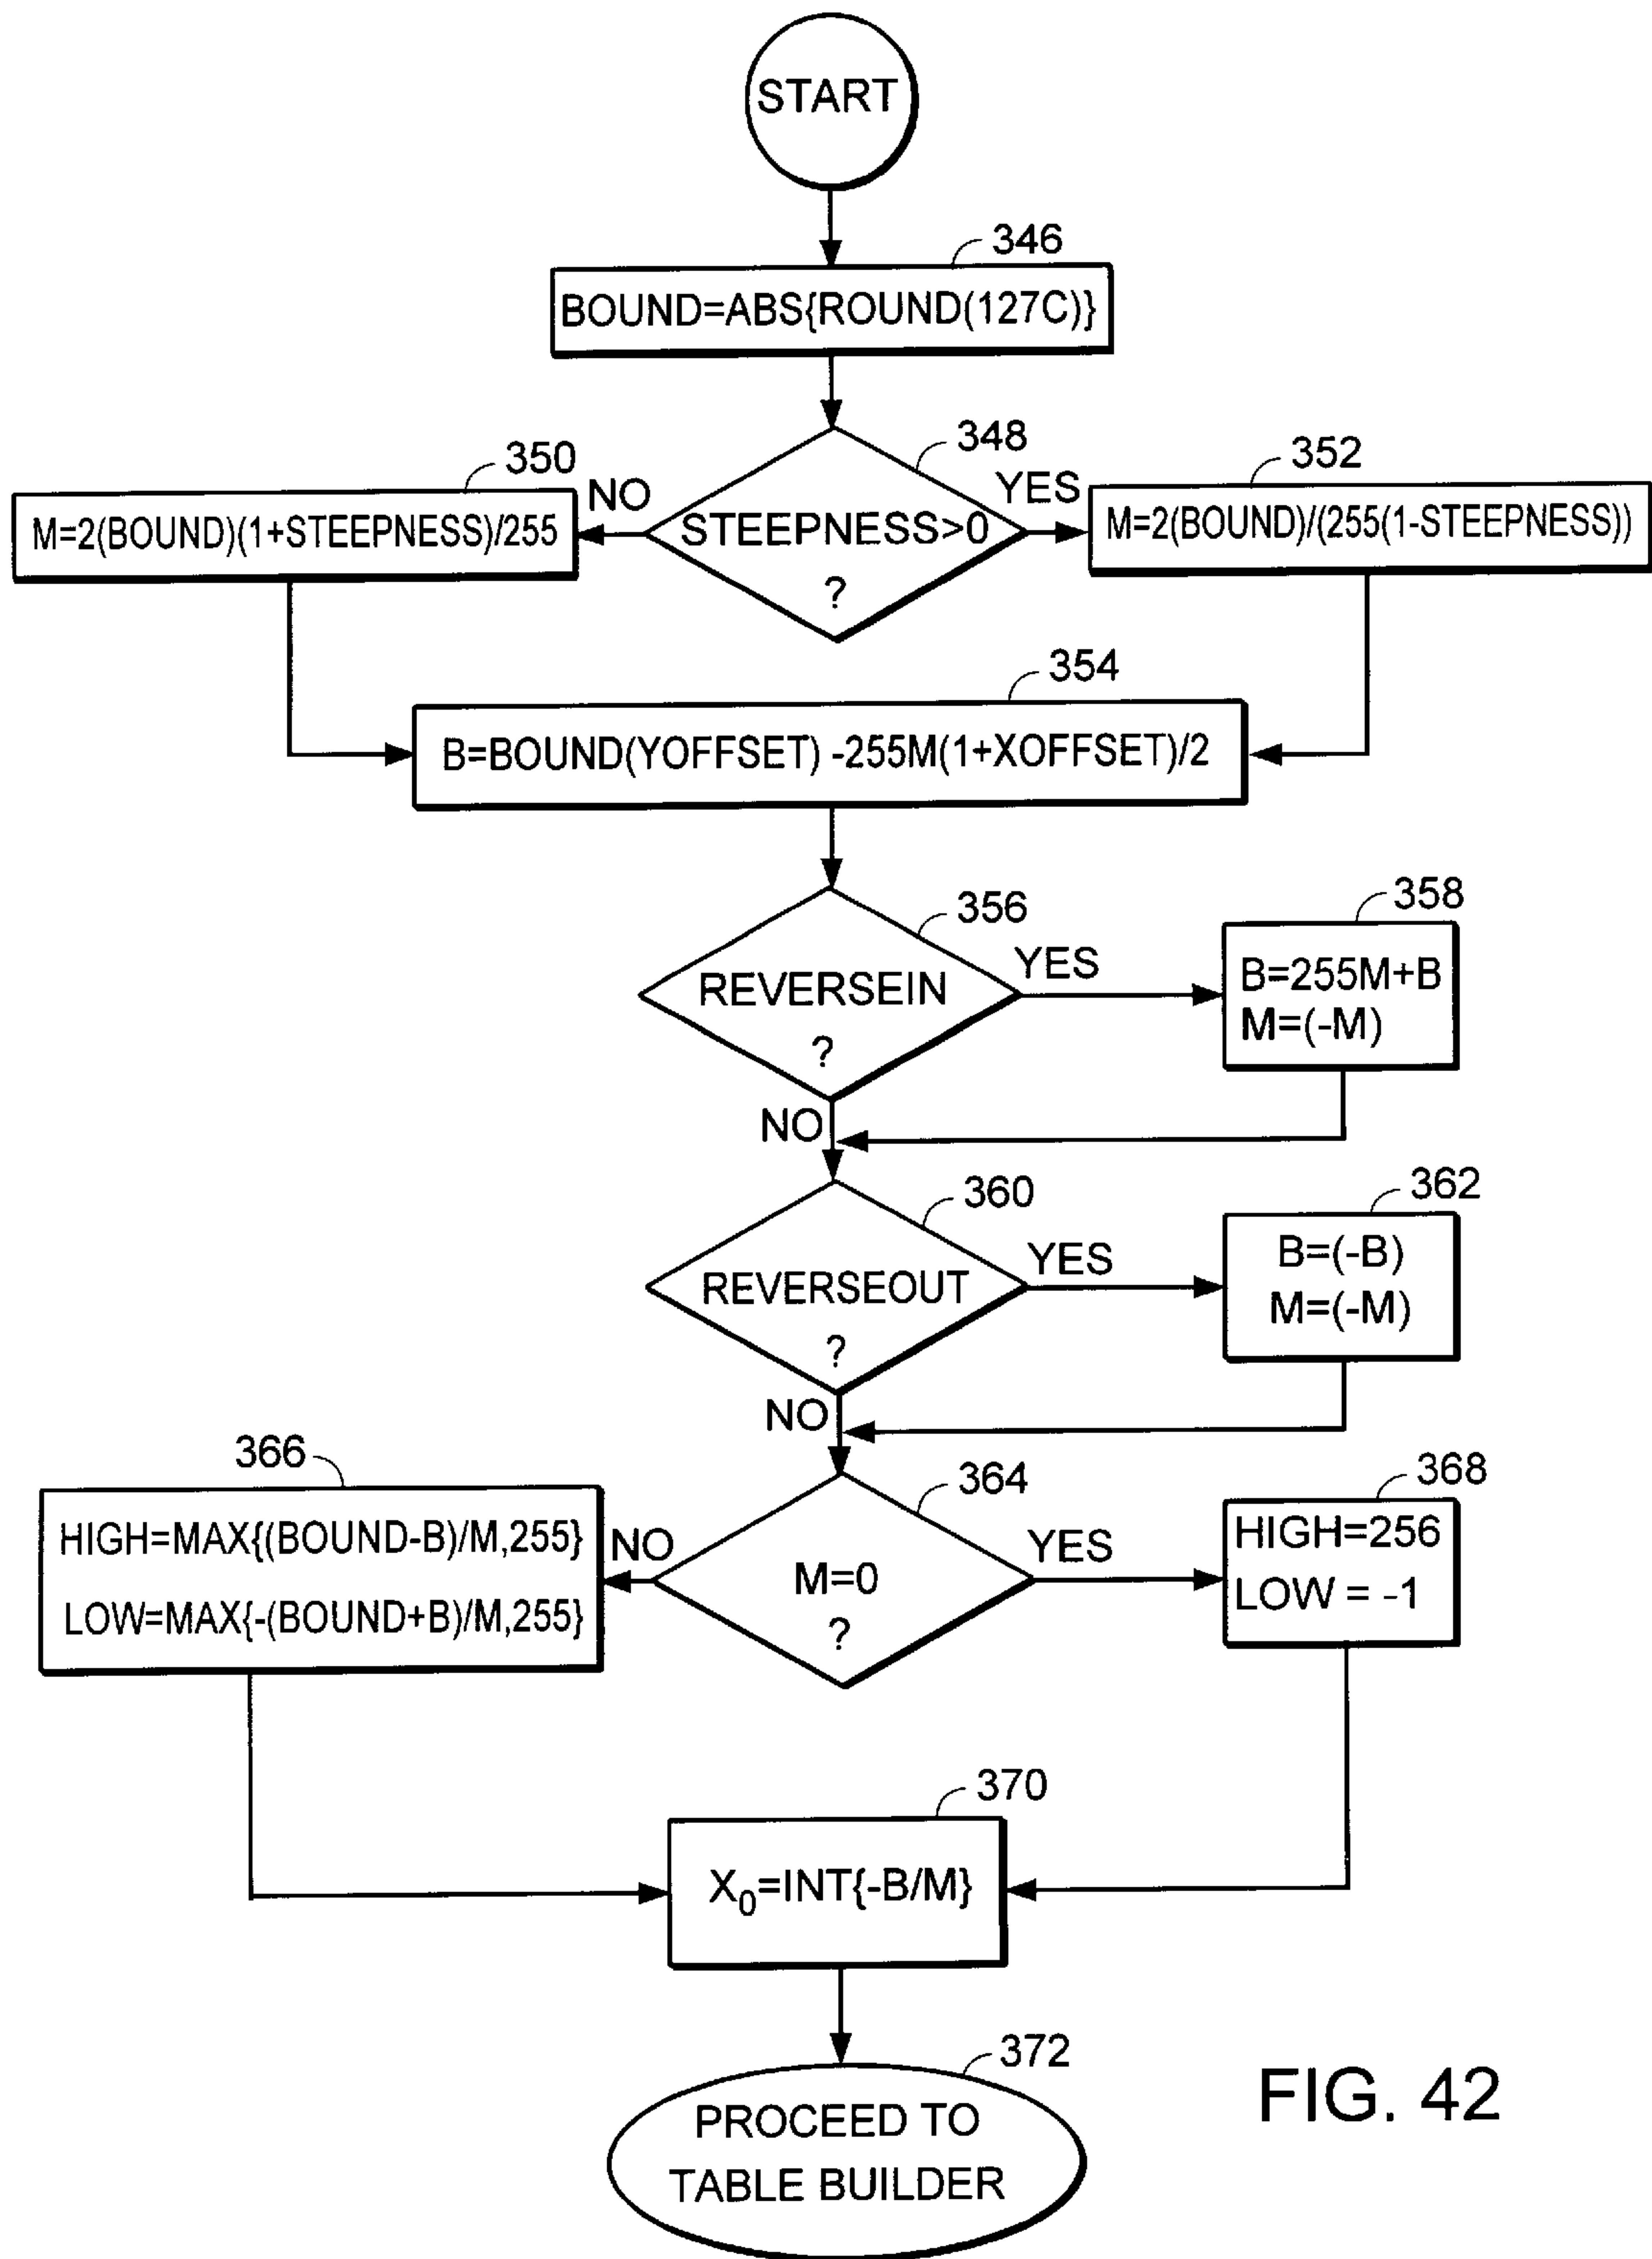 START
346
BOUND=ABS{ROUND(127C)}
348
350
352
NO
YES
M=2(BOUND)(1+STEEPNESS)/255
STEEPNESS>0
?
M=2(BOUND)/(255(1-STEEPNESS))
354
B=BOUND(YOFFSET) -255M(1+XOFFSET)/2
356
358
REVERSEIN
?
YES
B=255M+B
M=(-M)
NO
360
362
REVERSEOUT
?
YES
B=(-B)
M=(-M)
NO
364
366
368
HIGH=MAX{(BOUND-B)/M,255}
LOW=MAX{-(BOUND+B)/M,255}
NO
M=0
?
YES
HIGH=256
LOW = -1
370
X₀=INT{-B/M}
372
PROCEED TO
TABLE BUILDER
FIG. 42